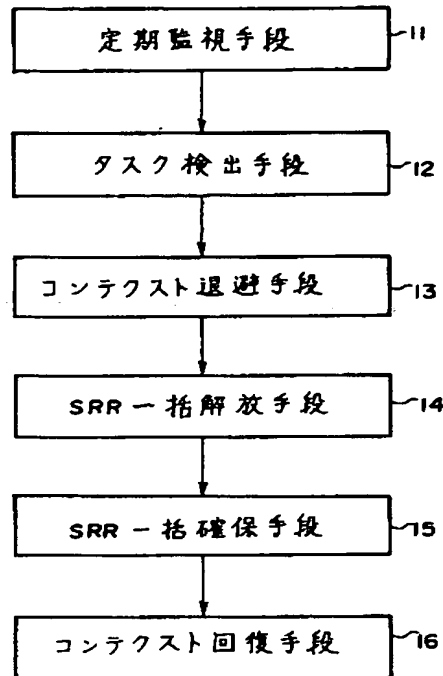 定期監視手段 11
タスク検出手段 12
コンテクスト退避手段 13
SRR一括解放手段 14
SRR一括確保手段 15
コンテクスト回復手段 16